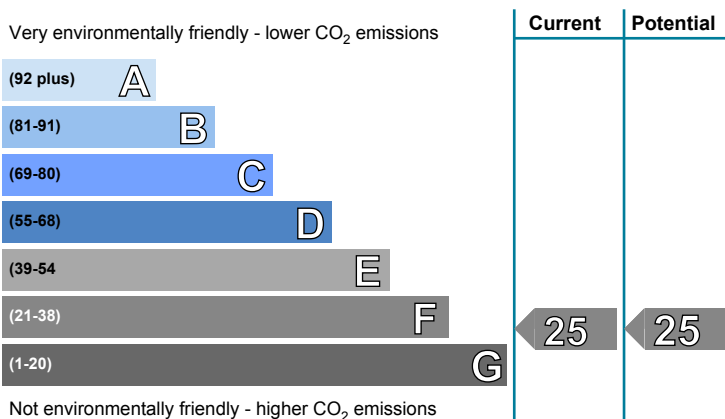 Current Potential
Very environmentally friendly - lower CO₂ emissions
(92 plus) A
(81-91) B
(69-80) C
(55-68) D
(39-54 E
(21-38) F 25 25
(1-20) G
Not environmentally friendly - higher CO₂ emissions